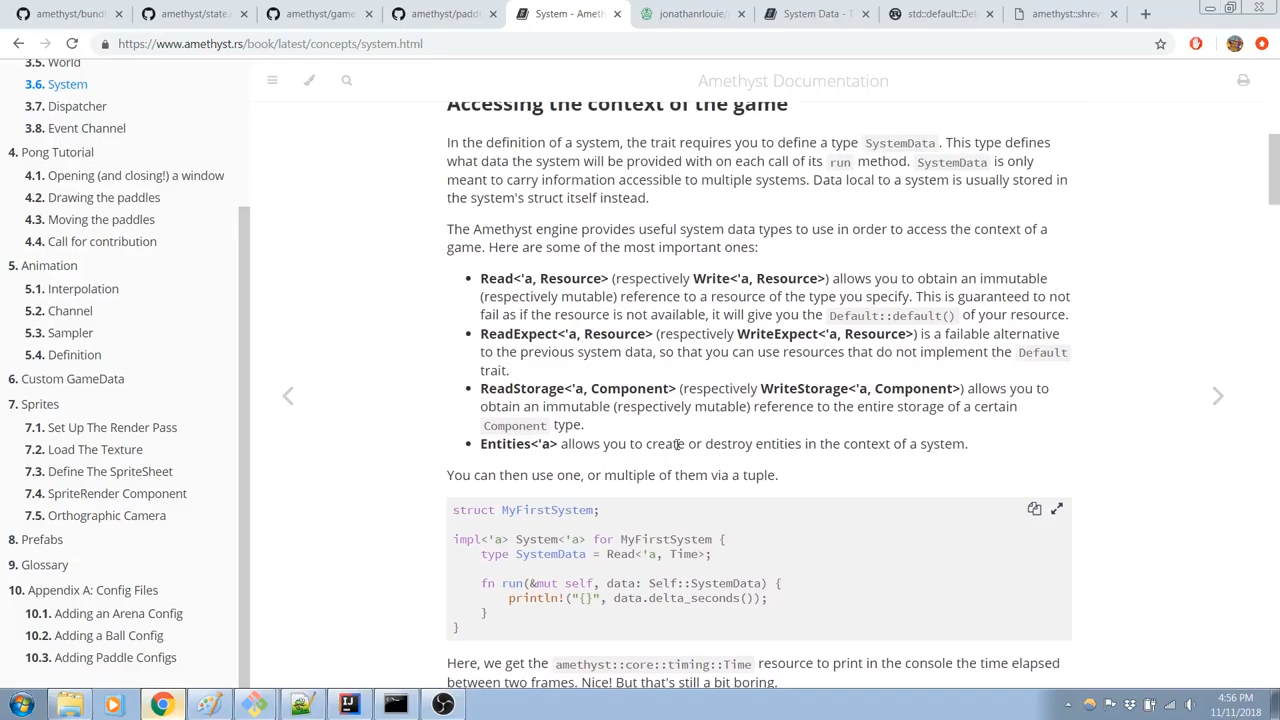 amethyst/bundl
amethyst/state.
amethyst/game
amethyst/paddl
System - Ameth
jonathanrlouie/p
System Data - T
std::default::De
amethyst::shrev
https://www.amethyst.rs/book/latest/concepts/system.html
3.5. World
3.6. System
3.7. Dispatcher
3.8. Event Channel
4. Pong Tutorial
4.1. Opening (and closing!) a window
4.2. Drawing the paddles
4.3. Moving the paddles
4.4. Call for contribution
5. Animation
5.1. Interpolation
5.2. Channel
5.3. Sampler
5.4. Definition
6. Custom GameData
7. Sprites
7.1. Set Up The Render Pass
7.2. Load The Texture
7.3. Define The SpriteSheet
7.4. SpriteRender Component
7.5. Orthographic Camera
8. Prefabs
9. Glossary
10. Appendix A: Config Files
10.1. Adding an Arena Config
10.2. Adding a Ball Config
10.3. Adding Paddle Configs
Amethyst Documentation
Accessing the context of the game
In the definition of a system, the trait requires you to define a type SystemData. This type defines
what data the system will be provided with on each call of its run method. SystemData is only
meant to carry information accessible to multiple systems. Data local to a system is usually stored in
the system's struct itself instead.
The Amethyst engine provides useful system data types to use in order to access the context of a
game. Here are some of the most important ones:
• Read<'a, Resource> (respectively Write<'a, Resource>) allows you to obtain an immutable
(respectively mutable) reference to a resource of the type you specify. This is guaranteed to not
fail as if the resource is not available, it will give you the Default::default() of your resource.
• ReadExpect<'a, Resource> (respectively WriteExpect<'a, Resource>) is a failable alternative
to the previous system data, so that you can use resources that do not implement the Default
trait.
• ReadStorage<'a, Component> (respectively WriteStorage<'a, Component>) allows you to
obtain an immutable (respectively mutable) reference to the entire storage of a certain
Component type.
• Entities<'a> allows you to create or destroy entities in the context of a system.
You can then use one, or multiple of them via a tuple.
struct MyFirstSystem;
impl<'a> System<'a> for MyFirstSystem {
type SystemData = Read<'a, Time>;
fn run(&mut self, data: Self::SystemData) {
println!("{}", data.delta_seconds());
}
}
Here, we get the amethyst::core::timing::Time resource to print in the console the time elapsed
between two frames. Nice! But that's still a bit boring.
4:56 PM
11/11/2018